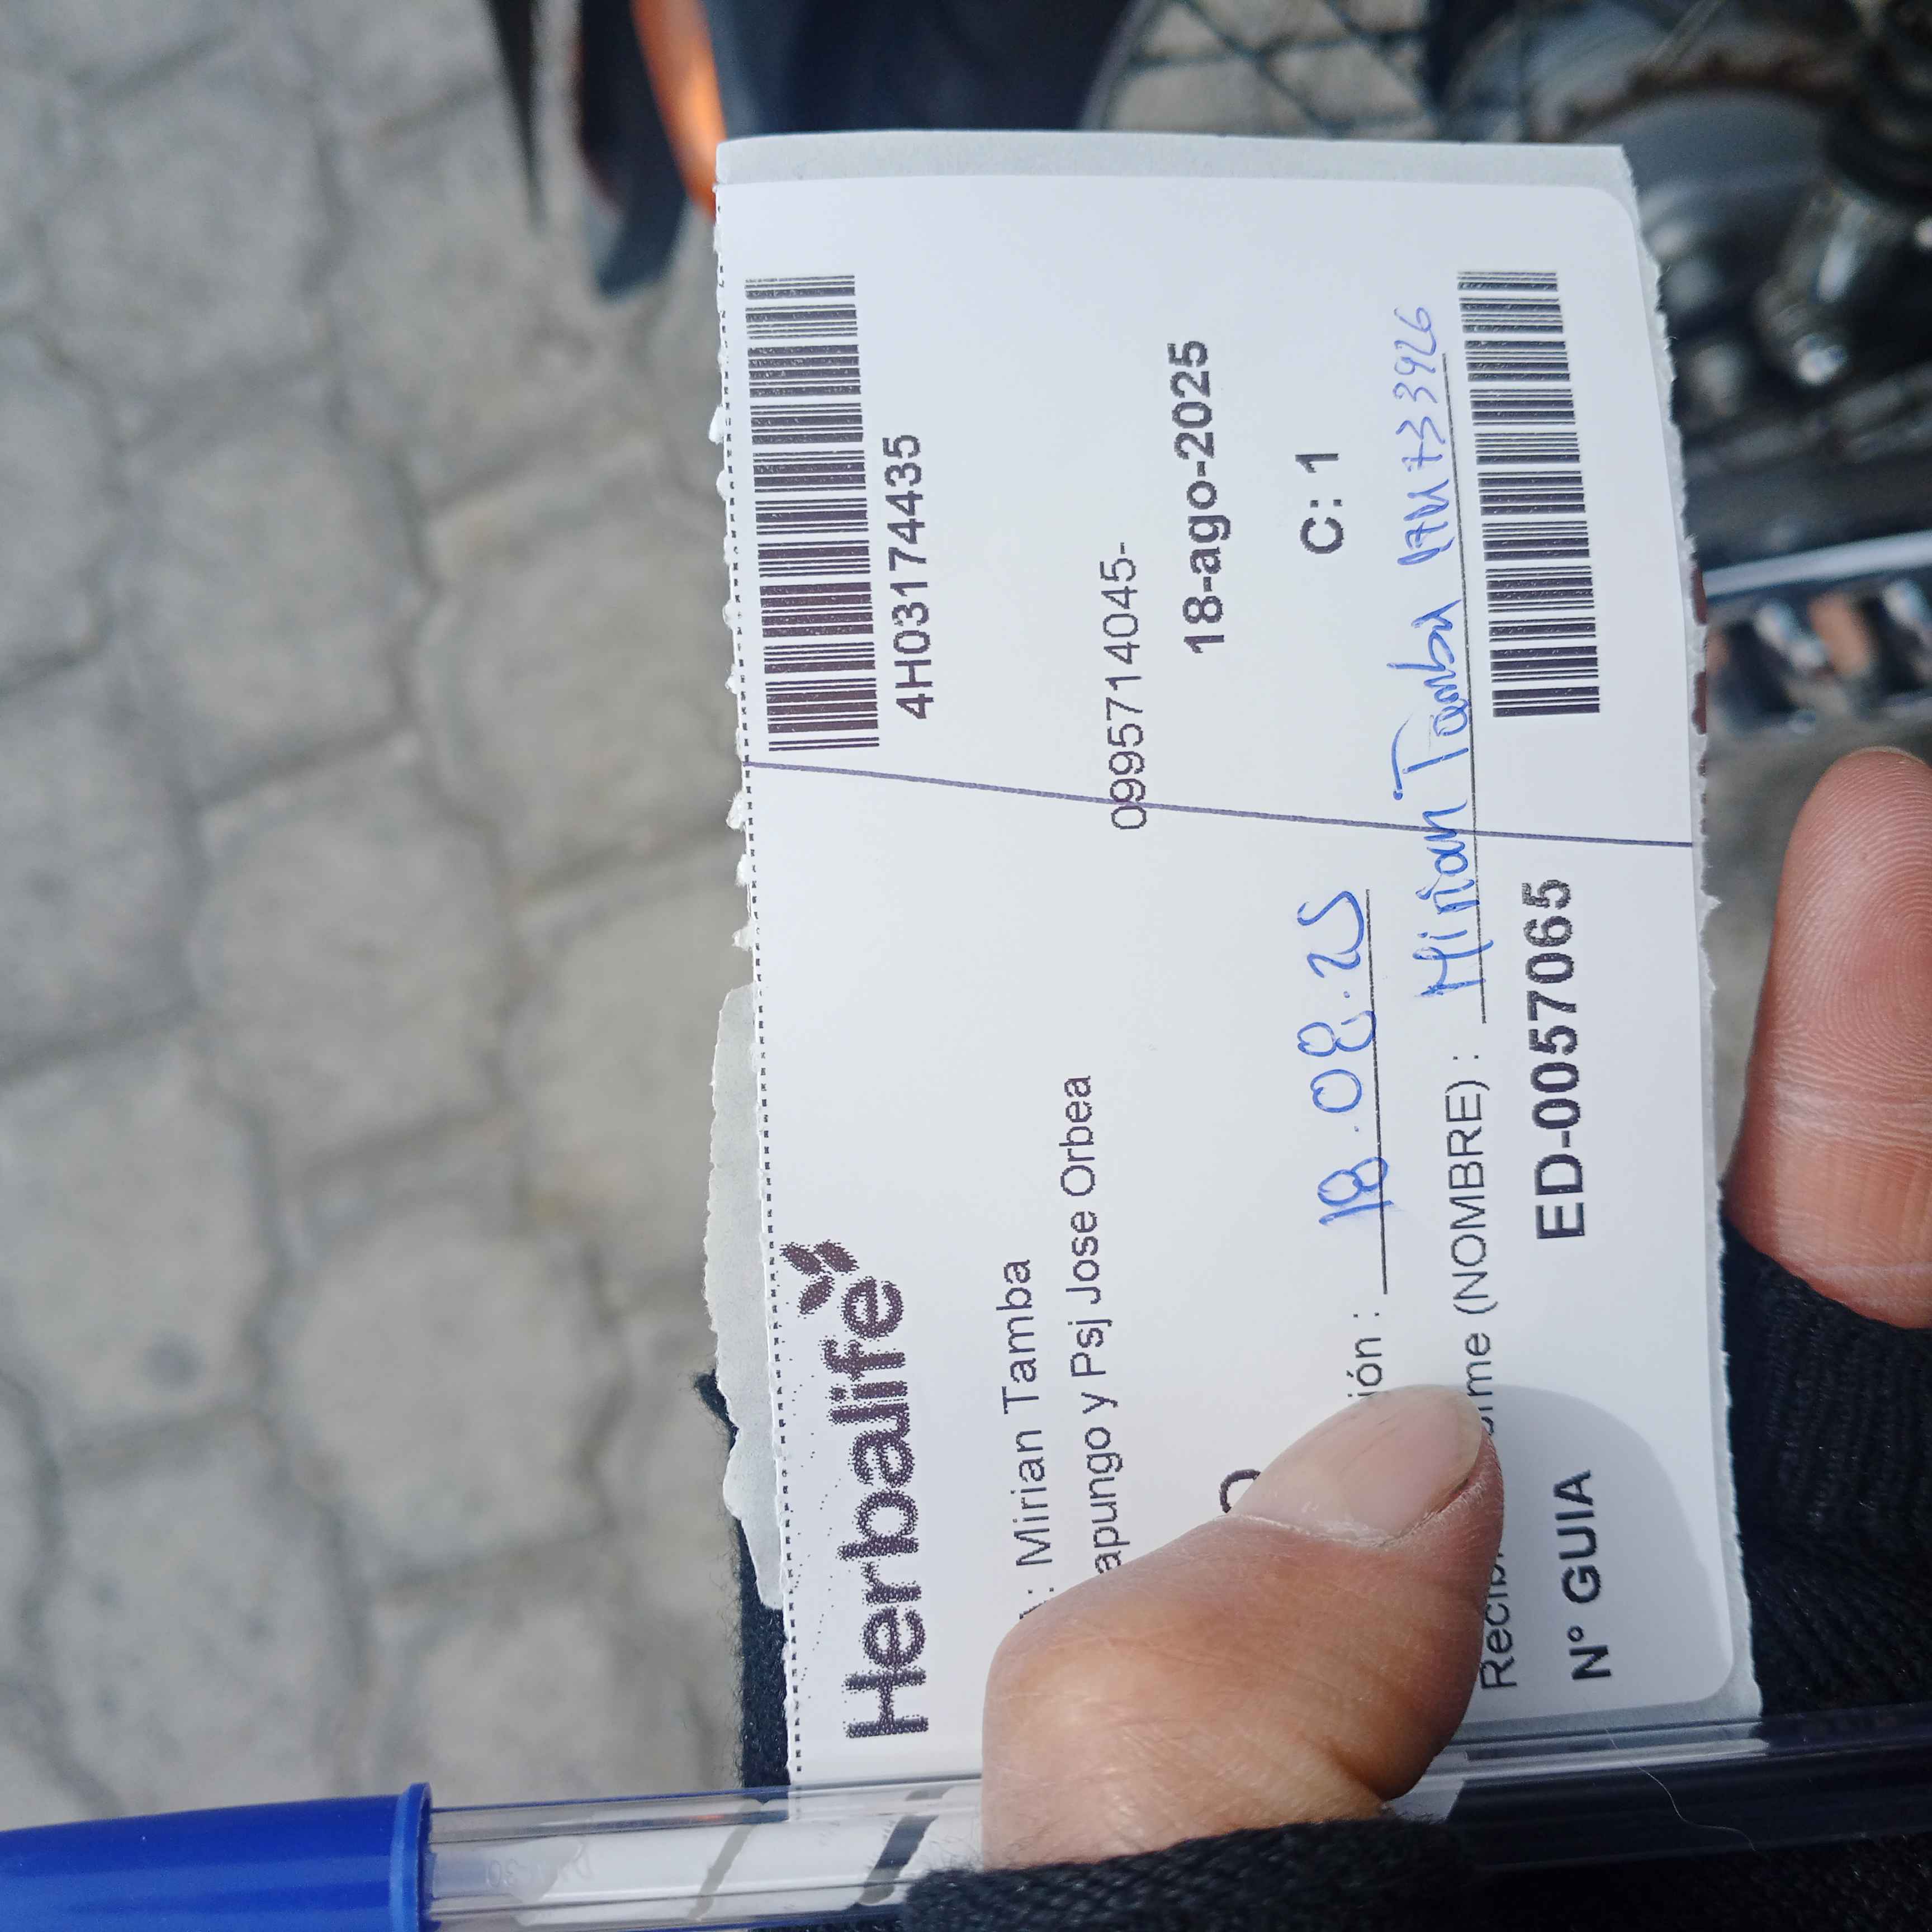 Herbalife
4H03174435
: Mirian Tamba
apungo y Psj Jose Orbea
0995714045-
18-ago-2025
ión : 18.08.25
C: 1
(NOMBRE) : Mirian Tamba
N° GUIA ED-0057065